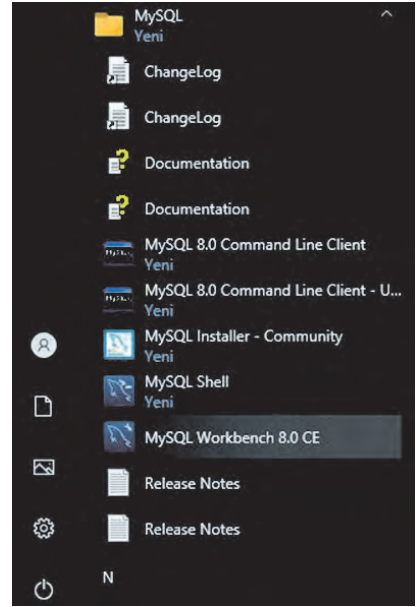 MySQL
Yeni
ChangeLog
ChangeLog
Documentation
Documentation
MySQL 8.0 Command Line Client
Yeni
MySQL 8.0 Command Line Client - U...
Yeni
MySQL Installer - Community
Yeni
MySQL Shell
Yeni
MySQL Workbench 8.0 CE
Release Notes
Release Notes
N